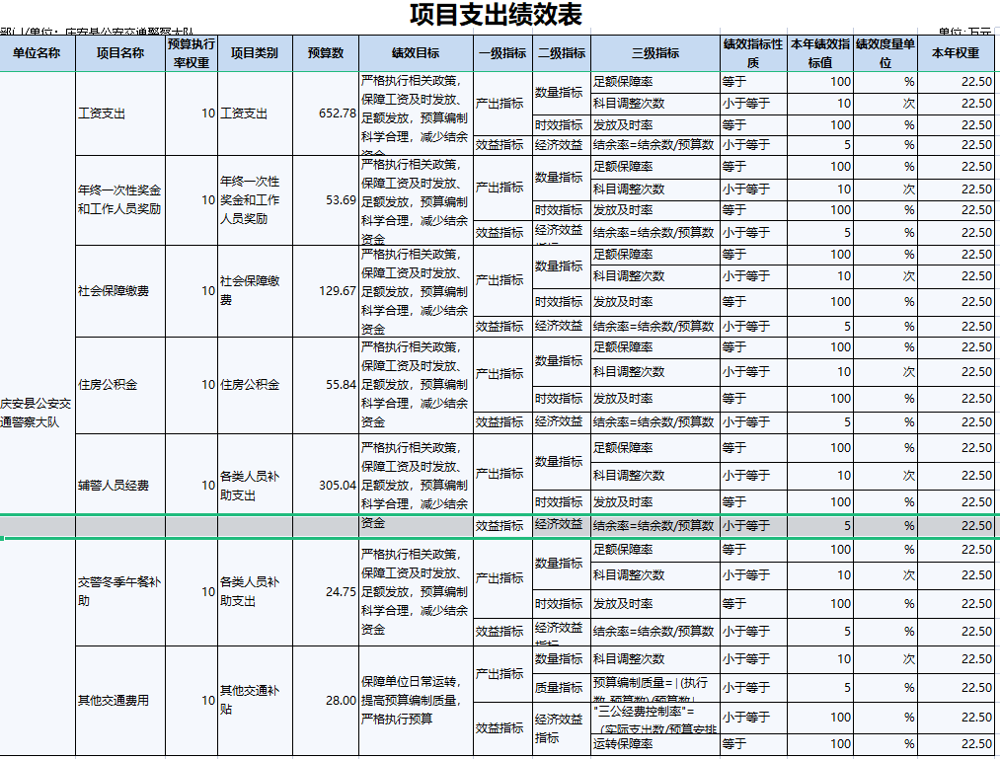 项目支出绩效表
部门/单位：庆安县公安交通警察大队 单位:万元
单位名称 项目名称 预算执行率权重 项目类别 预算数 绩效目标 一级指标 二级指标 三级指标 绩效指标性质 本年绩效指标值 绩效度量单位 本年权重
庆安县公安交通警察大队
工资支出 10 工资支出 652.78 严格执行相关政策，保障工资及时发放、足额发放，预算编制科学合理，减少结余资金
产出指标 数量指标 足额保障率 等于 100 % 22.50
科目调整次数 小于等于 10 次 22.50
时效指标 发放及时率 等于 100 % 22.50
效益指标 经济效益 结余率=结余数/预算数 小于等于 5 % 22.50
年终一次性奖金和工作人员奖励 10 年终一次性奖金和工作人员奖励 53.69 严格执行相关政策，保障工资及时发放、足额发放，预算编制科学合理，减少结余资金
产出指标 数量指标 足额保障率 等于 100 % 22.50
科目调整次数 小于等于 10 次 22.50
时效指标 发放及时率 等于 100 % 22.50
效益指标 经济效益指标 结余率=结余数/预算数 小于等于 5 % 22.50
社会保障缴费 10 社会保障缴费 129.67 严格执行相关政策，保障工资及时发放、足额发放，预算编制科学合理，减少结余资金
产出指标 数量指标 足额保障率 等于 100 % 22.50
科目调整次数 小于等于 10 次 22.50
时效指标 发放及时率 等于 100 % 22.50
效益指标 经济效益 结余率=结余数/预算数 小于等于 5 % 22.50
住房公积金 10 住房公积金 55.84 严格执行相关政策，保障工资及时发放、足额发放，预算编制科学合理，减少结余资金
产出指标 数量指标 足额保障率 等于 100 % 22.50
科目调整次数 小于等于 10 次 22.50
时效指标 发放及时率 等于 100 % 22.50
效益指标 经济效益 结余率=结余数/预算数 小于等于 5 % 22.50
辅警人员经费 10 各类人员补助支出 305.04 严格执行相关政策，保障工资及时发放、足额发放，预算编制科学合理，减少结余资金
产出指标 数量指标 足额保障率 等于 100 % 22.50
科目调整次数 小于等于 10 次 22.50
时效指标 发放及时率 等于 100 % 22.50
效益指标 经济效益 结余率=结余数/预算数 小于等于 5 % 22.50
交警冬季午餐补助 10 各类人员补助支出 24.75 严格执行相关政策，保障工资及时发放、足额发放，预算编制科学合理，减少结余资金
产出指标 数量指标 足额保障率 等于 100 % 22.50
科目调整次数 小于等于 10 次 22.50
时效指标 发放及时率 等于 100 % 22.50
效益指标 经济效益指标 结余率=结余数/预算数 小于等于 5 % 22.50
其他交通费用 10 其他交通补贴 28.00 保障单位日常运转，提高预算编制质量，严格执行预算
产出指标 数量指标 科目调整次数 小于等于 10 次 22.50
质量指标 预算编制质量=|(执行数-预算数)/预算数| 小于等于 5 % 22.50
效益指标 经济效益指标 "三公经费控制率"=（实际支出数/预算安排 小于等于 100 % 22.50
运转保障率 等于 100 % 22.50